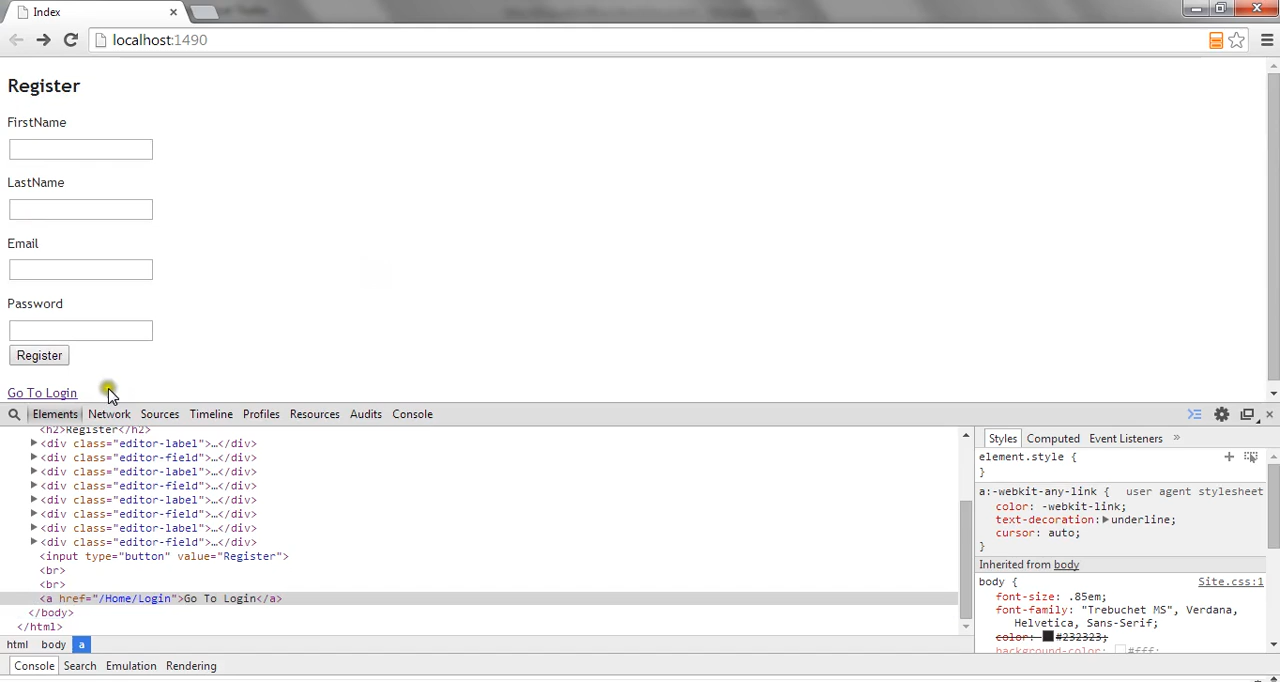 Index
localhost:1490
Register
FirstName
LastName
Email
Password
Register
Go To Login
Elements Network Sources Timeline Profiles Resources Audits Console
<h2>Register</h2>
<div class="editor-label">…</div>
<div class="editor-field">…</div>
<div class="editor-label">…</div>
<div class="editor-field">…</div>
<div class="editor-label">…</div>
<div class="editor-field">…</div>
<div class="editor-label">…</div>
<div class="editor-field">…</div>
<input type="button" value="Register">
<br>
<br>
<a href="/Home/Login">Go To Login</a>
</body>
</html>
html body a
Styles Computed Event Listeners »
element.style {
}
a:-webkit-any-link { user agent stylesheet
color: -webkit-link;
text-decoration: underline;
cursor: auto;
}
Inherited from body
body { Site.css:1
font-size: .85em;
font-family: "Trebuchet MS", Verdana,
Helvetica, Sans-Serif;
color: #232323;
background-color: #fff;
Console Search Emulation Rendering